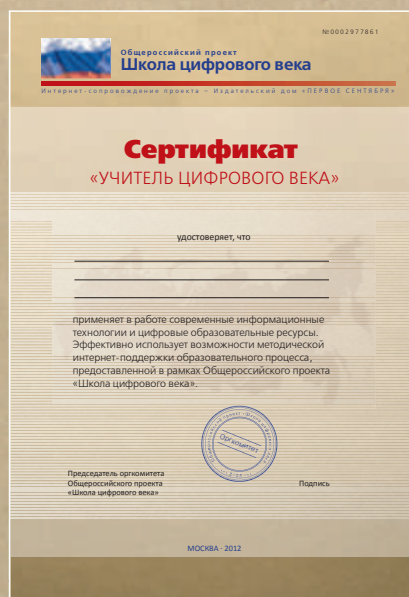 №0002977861
Общероссийский проект
Школа цифрового века
Интернет-сопровождение проекта – Издательский дом «ПЕРВОЕ СЕНТЯБРЯ»
Сертификат
«УЧИТЕЛЬ ЦИФРОВОГО ВЕКА»
удостоверяет, что
применяет в работе современные информационные
технологии и цифровые образовательные ресурсы.
Эффективно использует возможности методической
интернет-поддержки образовательного процесса,
предоставленной в рамках Общероссийского проекта
«Школа цифрового века».
Оргкомитет
Председатель оргкомитета
Общероссийского проекта
«Школа цифрового века»
Подпись
МОСКВА · 2012